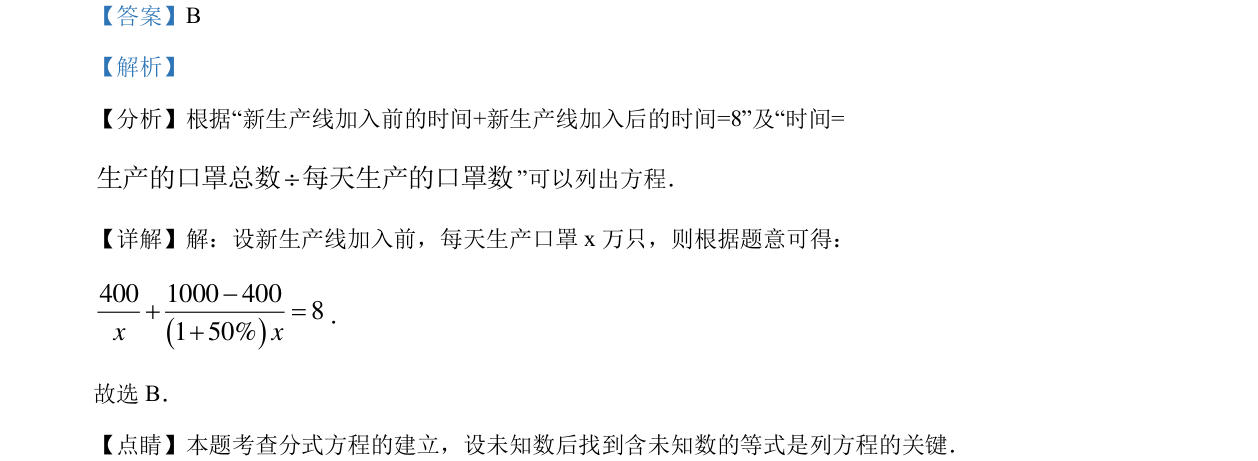 【答案】B
【解析】
【分析】根据“新生产线加入前的时间+新生产线加入后的时间=8”及“时间=
生产的口罩总数÷每天生产的口罩数”可以列出方程．
【详解】解：设新生产线加入前，每天生产口罩 x 万只，则根据题意可得：
\frac{400}{x}+\frac{1000-400}{(1+50\%)x}=8．
故选 B．
【点睛】本题考查分式方程的建立，设未知数后找到含未知数的等式是列方程的关键．